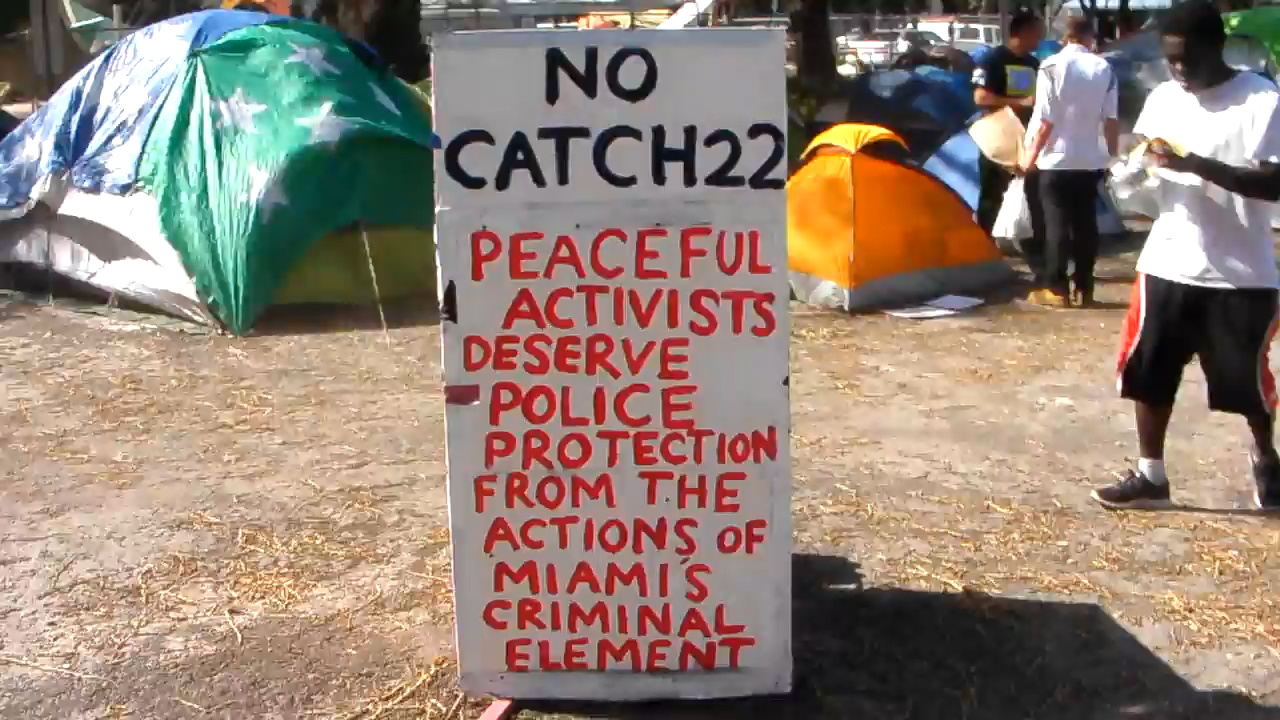 NO
CATCH22
PEACEFUL
ACTIVISTS
DESERVE
POLICE
PROTECTION
FROM THE
ACTIONS OF
MIAMI'S
CRIMINAL
ELEMENT